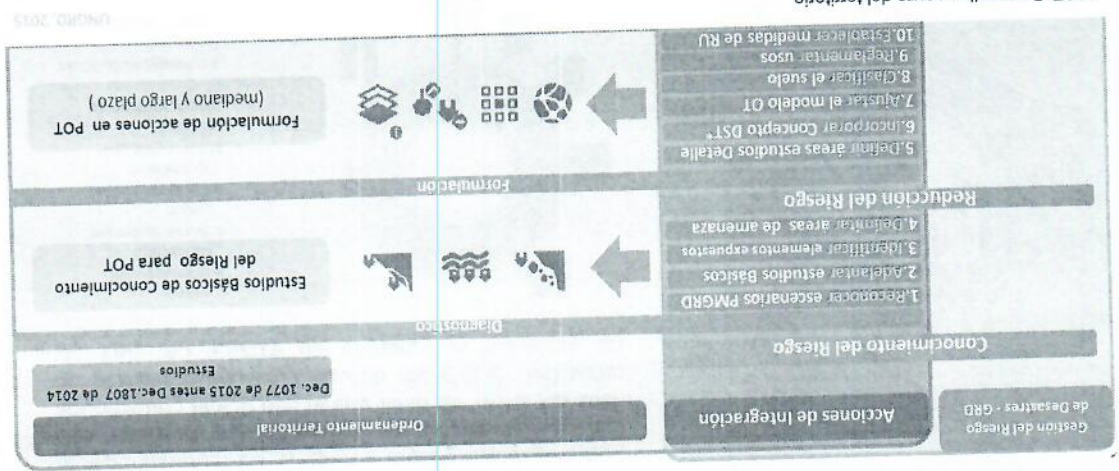 Gestión del Riesgo
de Desastres - GRD
Acciones de Integración
Ordenamiento Territorial
Dec. 1077 de 2015 antes Dec.1807 de 2014
Estudios
Conocimiento del Riesgo
Diagnóstico
1.Reconocer escenarios PMGRD
2.Adelantar estudios Básicos
3.Identificar elementos expuestos
4.Delimitar areas de amenaza
Estudios Básicos de Conocimiento
del Riesgo para POT
Reducción del Riesgo
Formulación
5.Definir áreas estudios Detalle
6.Incorporar Concepto DST*
7.Ajustar el modelo OT
8.Clasificar el suelo
9.Reglamentar usos
10.Establecer medidas de RU
Formulación de acciones en POT
(mediano y largo plazo )
del territorio
UNGRD, 2015